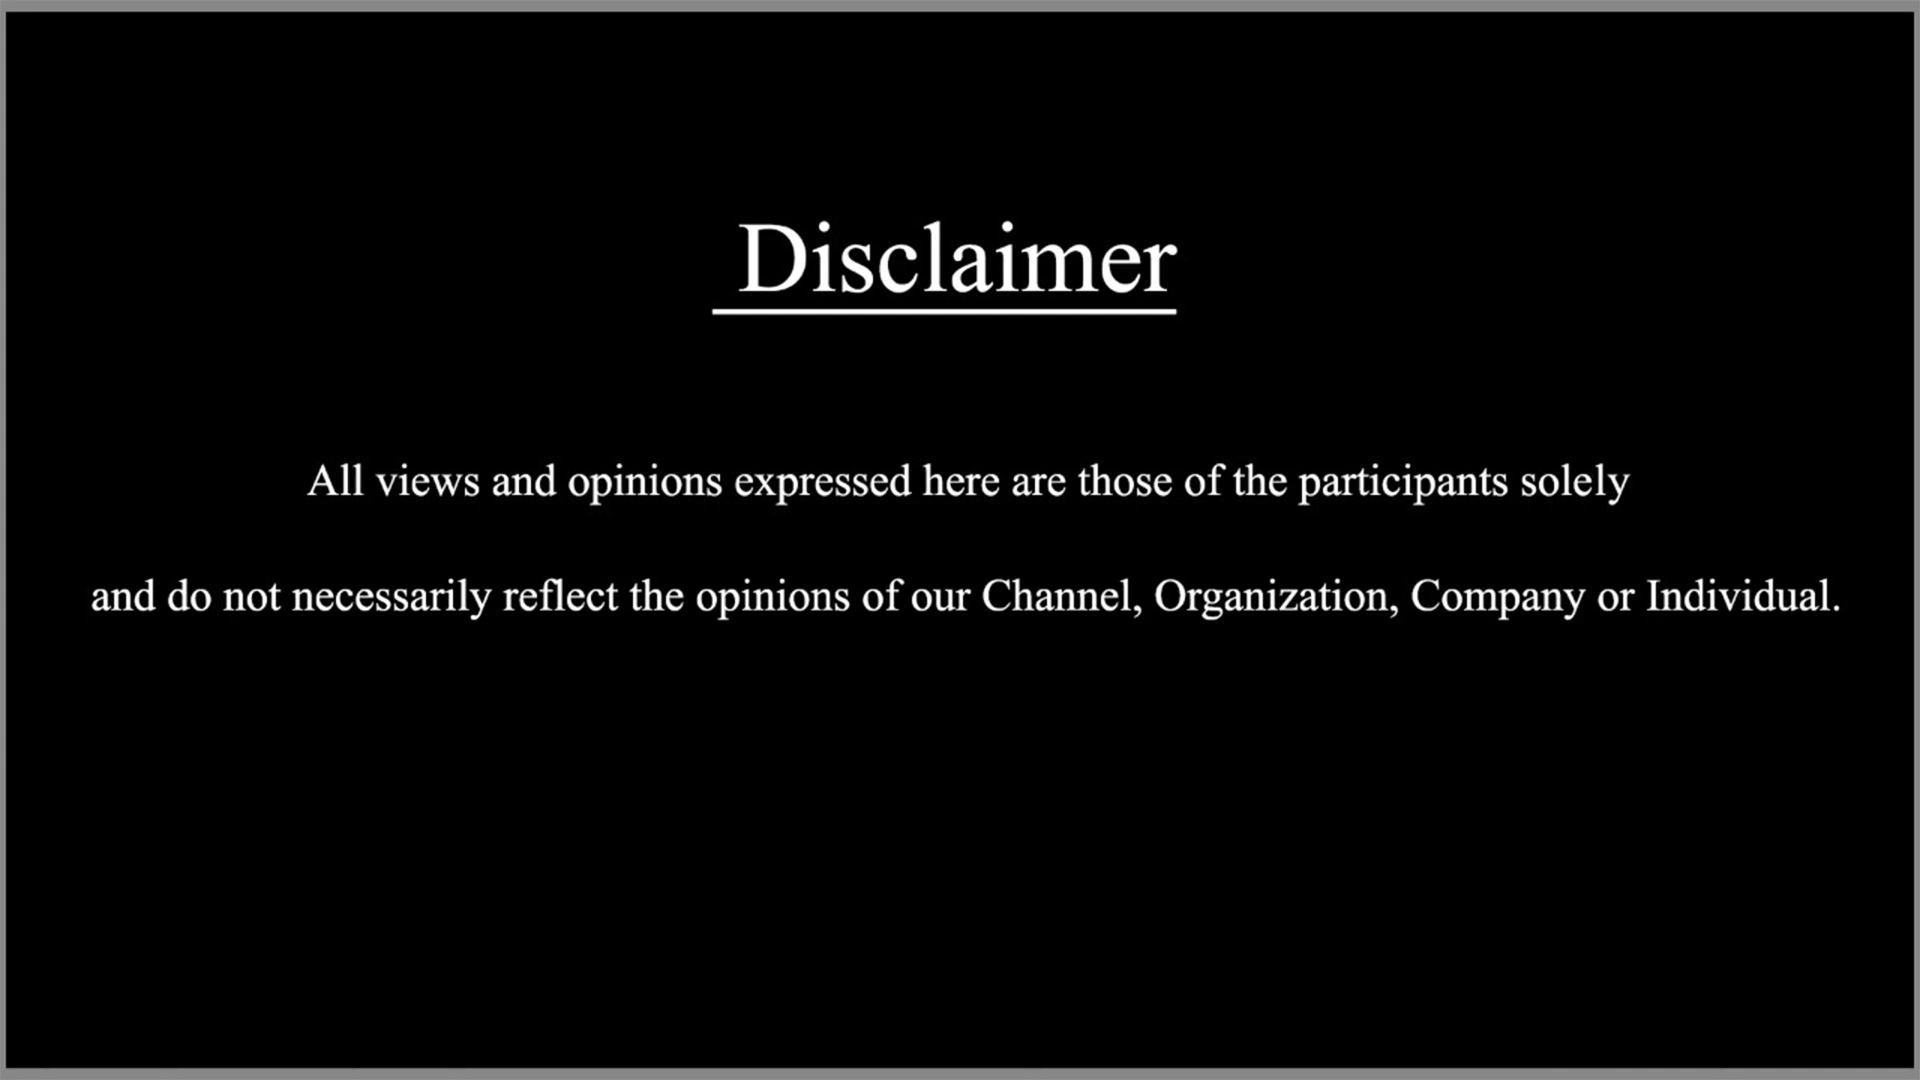 Disclaimer
All views and opinions expressed here are those of the participants solely
and do not necessarily reflect the opinions of our Channel, Organization, Company or Individual.